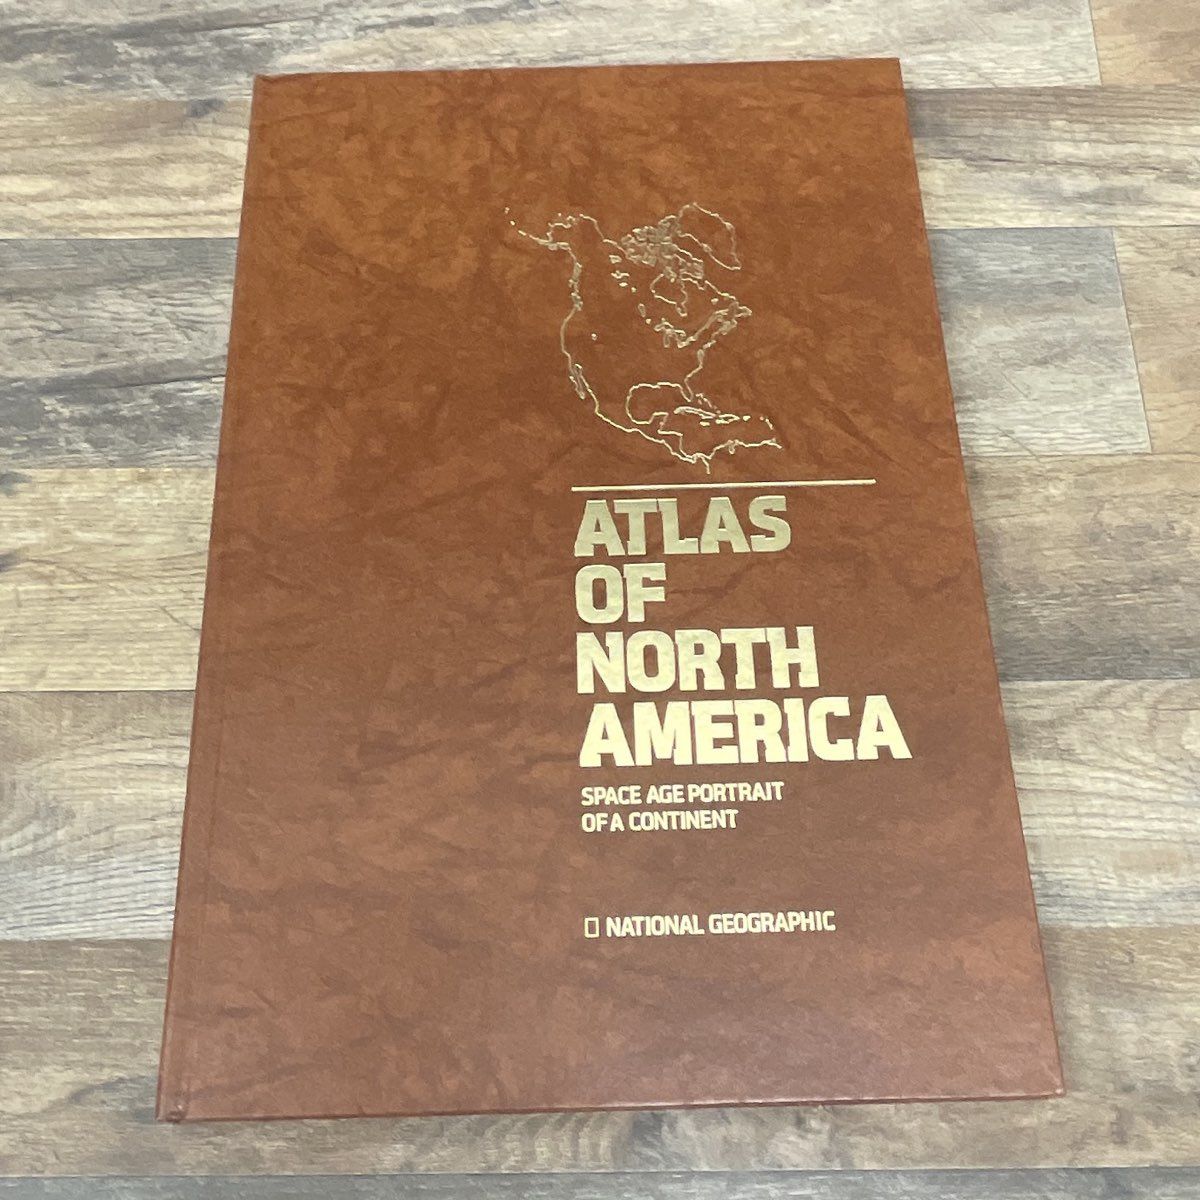 ATLAS
OF
NORTH
AMERICA
SPACE AGE PORTRAIT
OF A CONTINENT
NATIONAL GEOGRAPHIC